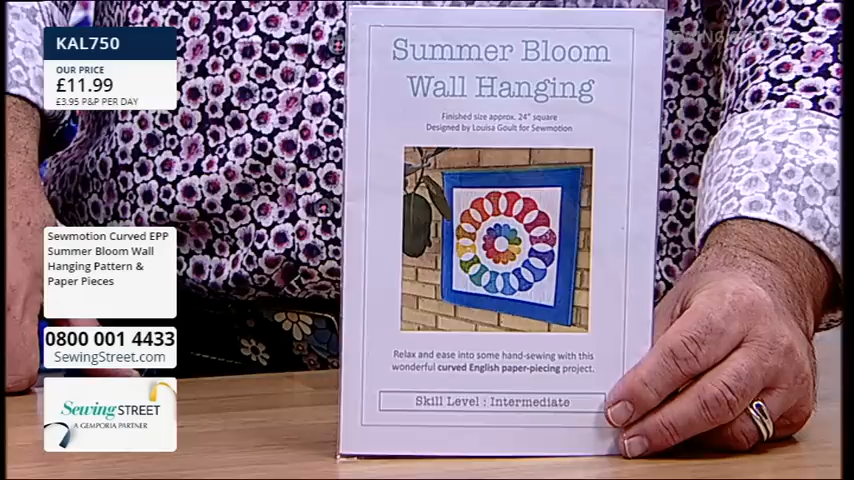 KAL750
OUR PRICE
£11.99
£3.95 P&P PER DAY
Sewmotion Curved EPP
Summer Bloom Wall
Hanging Pattern &
Paper Pieces
0800 001 4433
SewingStreet.com
Sewing STREET
A GEMPORIA PARTNER
Summer Bloom
Wall Hanging
Finished size approx. 24" square
Designed by Louisa Goult for Sewmotion
Relax and ease into some hand-sewing with this
wonderful curved English paper-piecing project.
Skill Level : Intermediate